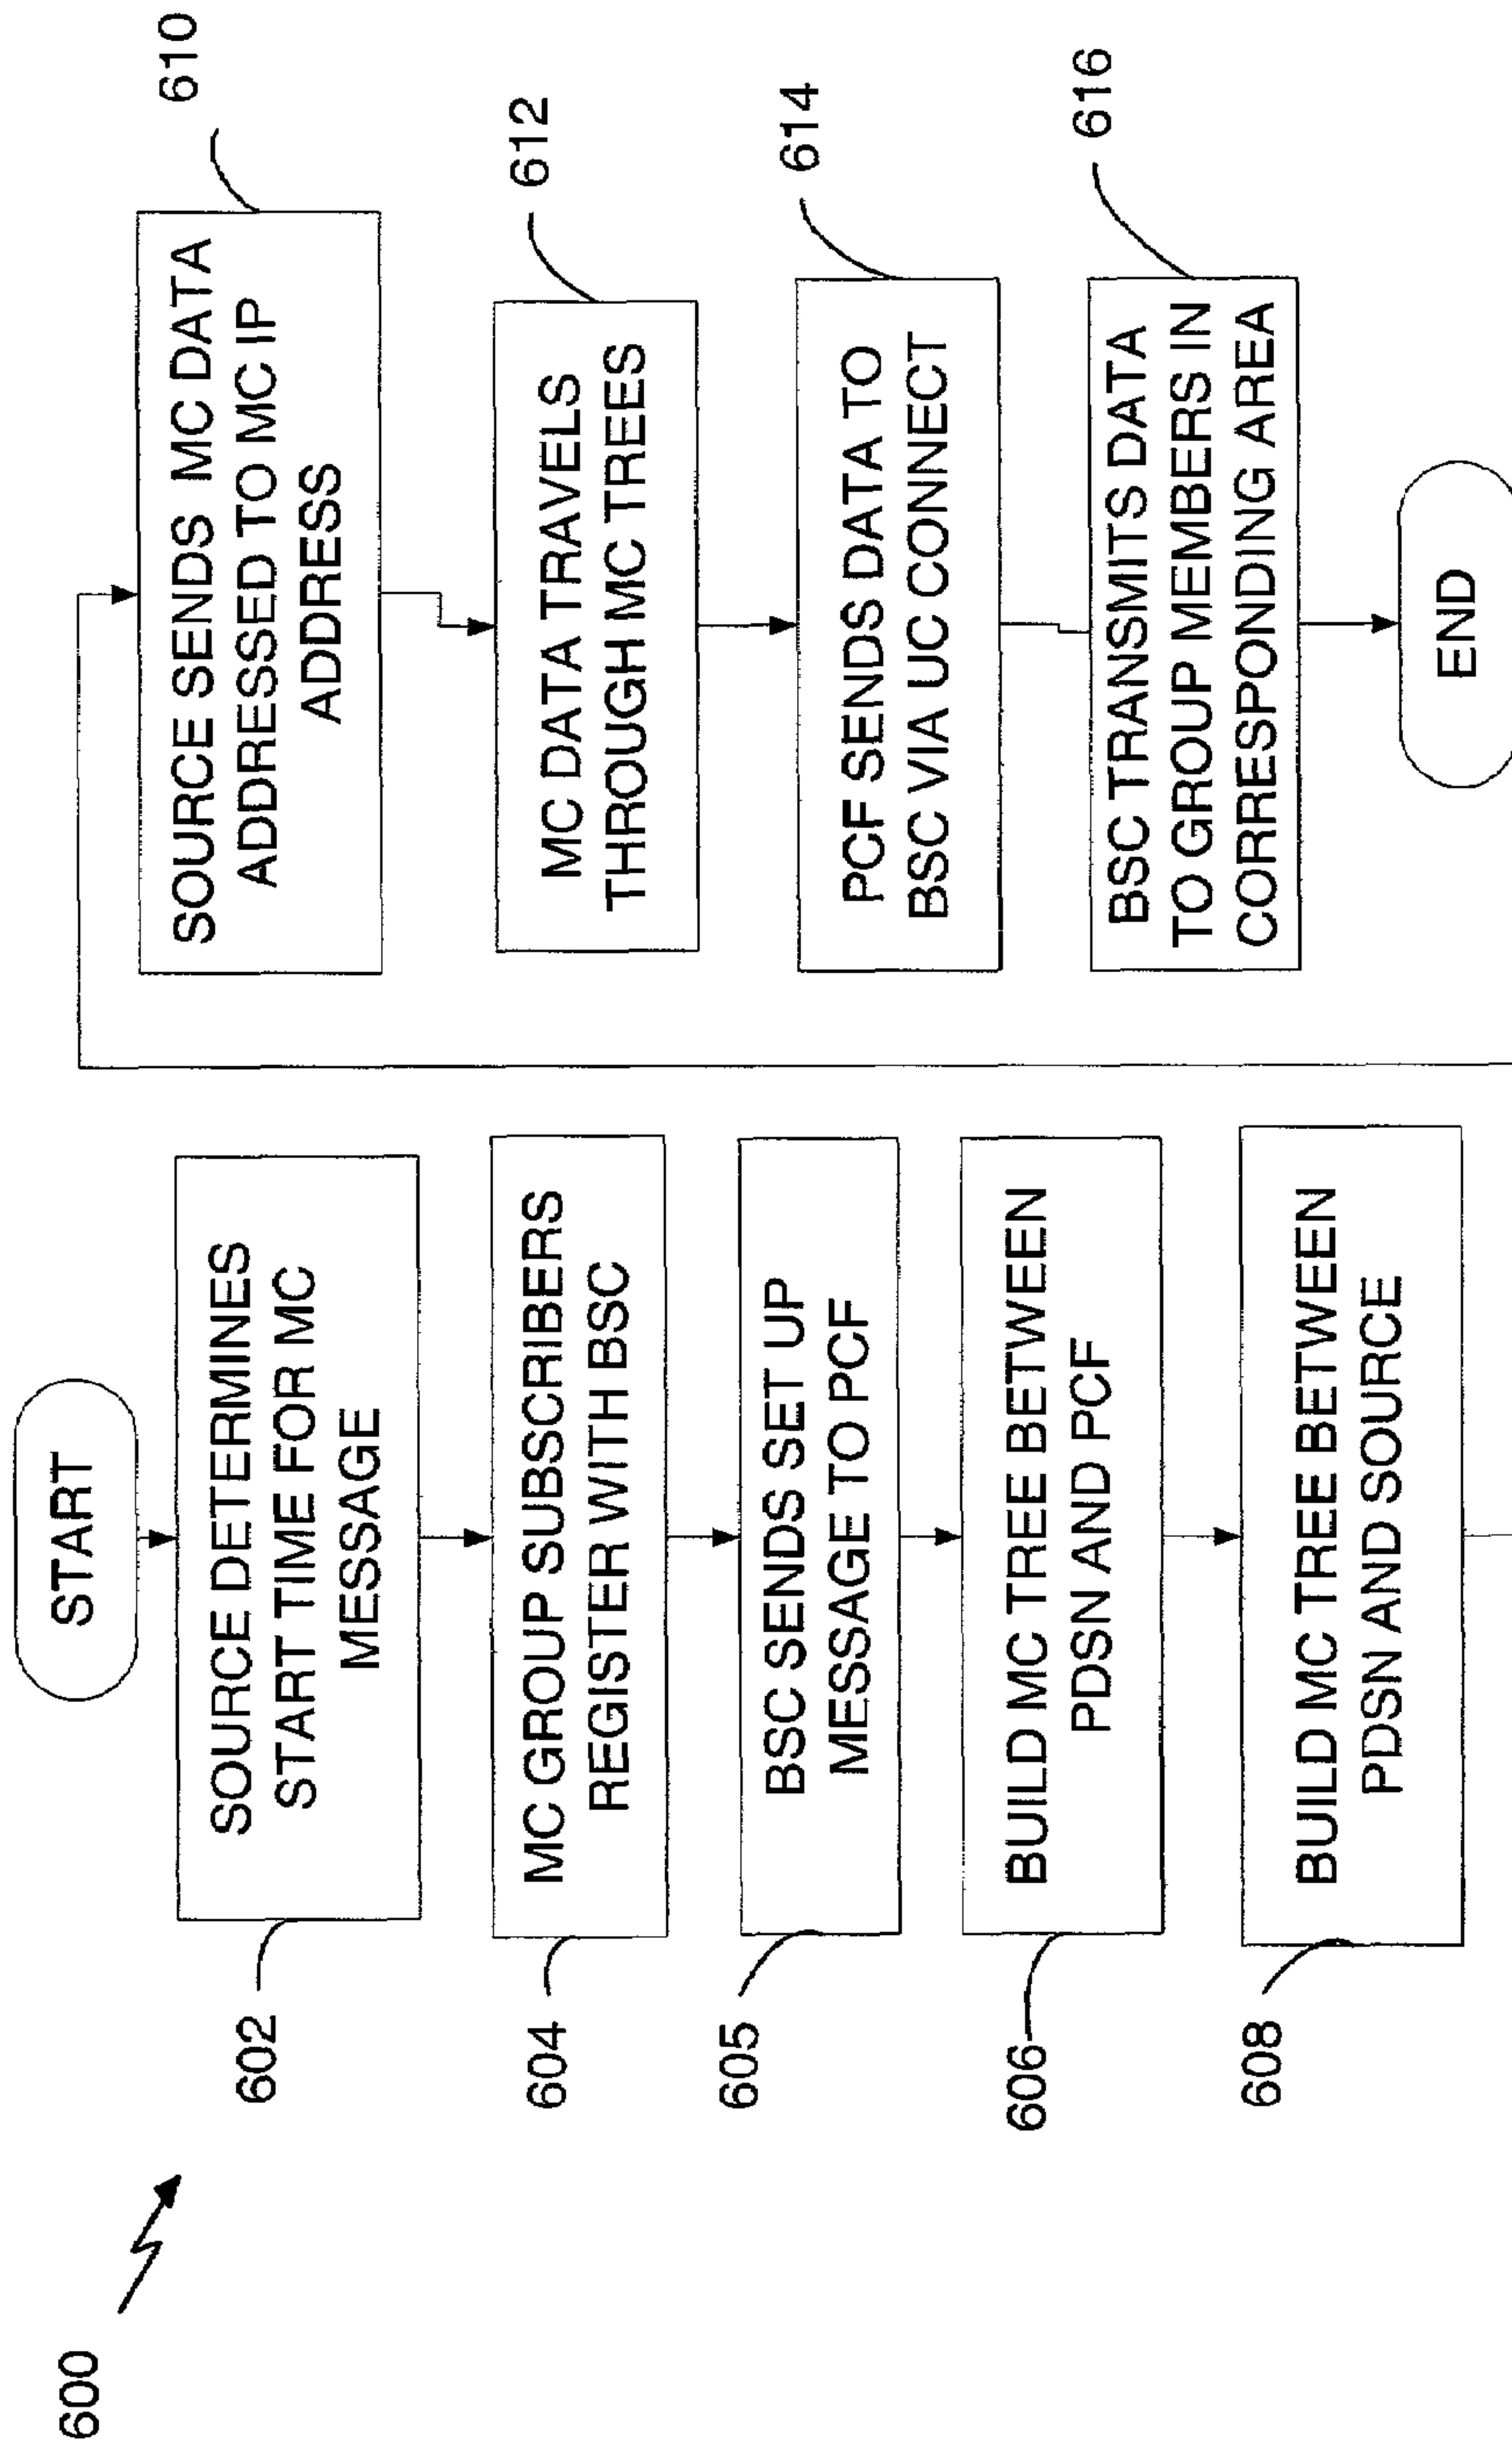 600
START
602
SOURCE DETERMINES
START TIME FOR MC
MESSAGE
604
MC GROUP SUBSCRIBERS
REGISTER WITH BSC
605
BSC SENDS SET UP
MESSAGE TO PCF
606
BUILD MC TREE BETWEEN
PDSN AND PCF
608
BUILD MC TREE BETWEEN
PDSN AND SOURCE
610
SOURCE SENDS MC DATA
ADDRESSED TO MC IP
ADDRESS
612
MC DATA TRAVELS
THROUGH MC TREES
614
PCF SENDS DATA TO
BSC VIA UC CONNECT
616
BSC TRANSMITS DATA
TO GROUP MEMBERS IN
CORRESPONDING AREA
END